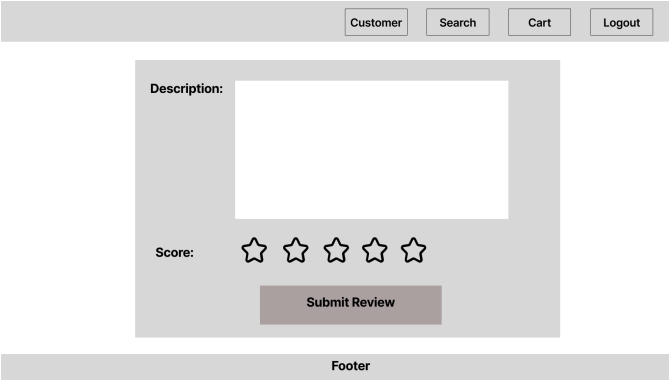 Customer Search Cart Logout
Description:
Score:
Submit Review
Footer